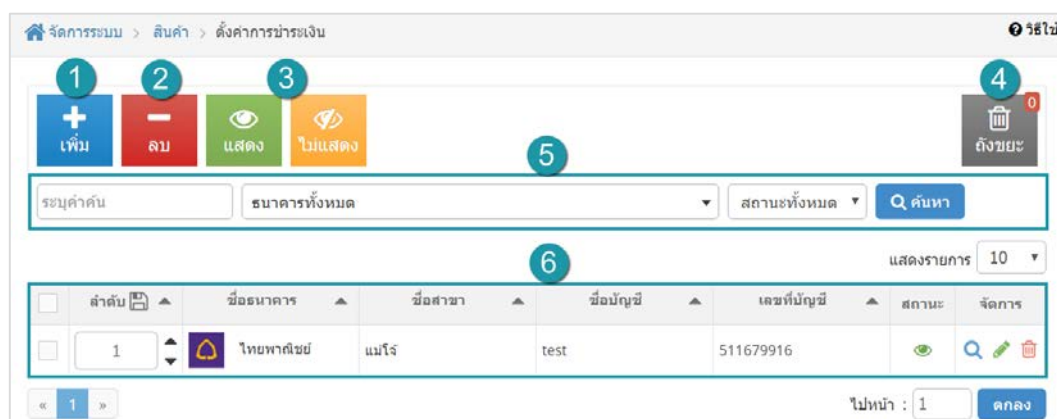 จัดการระบบ > สินค้า > ตั้งค่าการชำระเงิน วิธีใช้
1 2 3 4
เพิ่ม ลบ แสดง ไม่แสดง 0 ถังขยะ
5
ระบุคำค้น ธนาคารทั้งหมด สถานะทั้งหมด ค้นหา
แสดงรายการ 10
6
ลำดับ ชื่อธนาคาร ชื่อสาขา ชื่อบัญชี เลขที่บัญชี สถานะ จัดการ
1 ไทยพาณิชย์ แม่โจ้ test 511679916
« 1 » ไปหน้า : 1 ตกลง